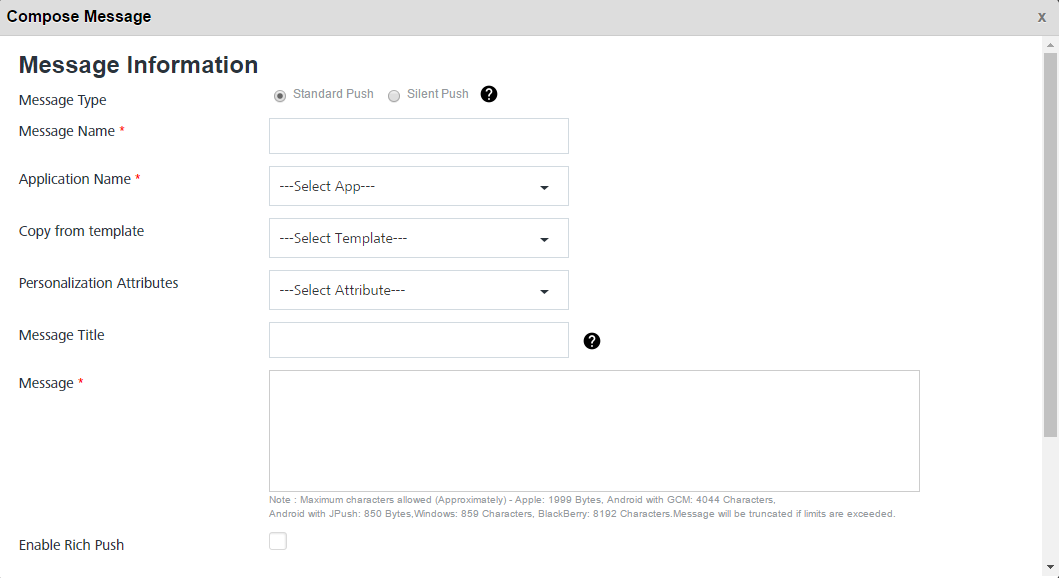 Compose Message x
Message Information
Message Type Standard Push Silent Push ?
Message Name *
Application Name * ---Select App---
Copy from template ---Select Template---
Personalization Attributes ---Select Attribute---
Message Title ?
Message *
Note : Maximum characters allowed (Approximately) - Apple: 1999 Bytes, Android with GCM: 4044 Characters,
Android with JPush: 850 Bytes,Windows: 859 Characters, BlackBerry: 8192 Characters.Message will be truncated if limits are exceeded.
Enable Rich Push